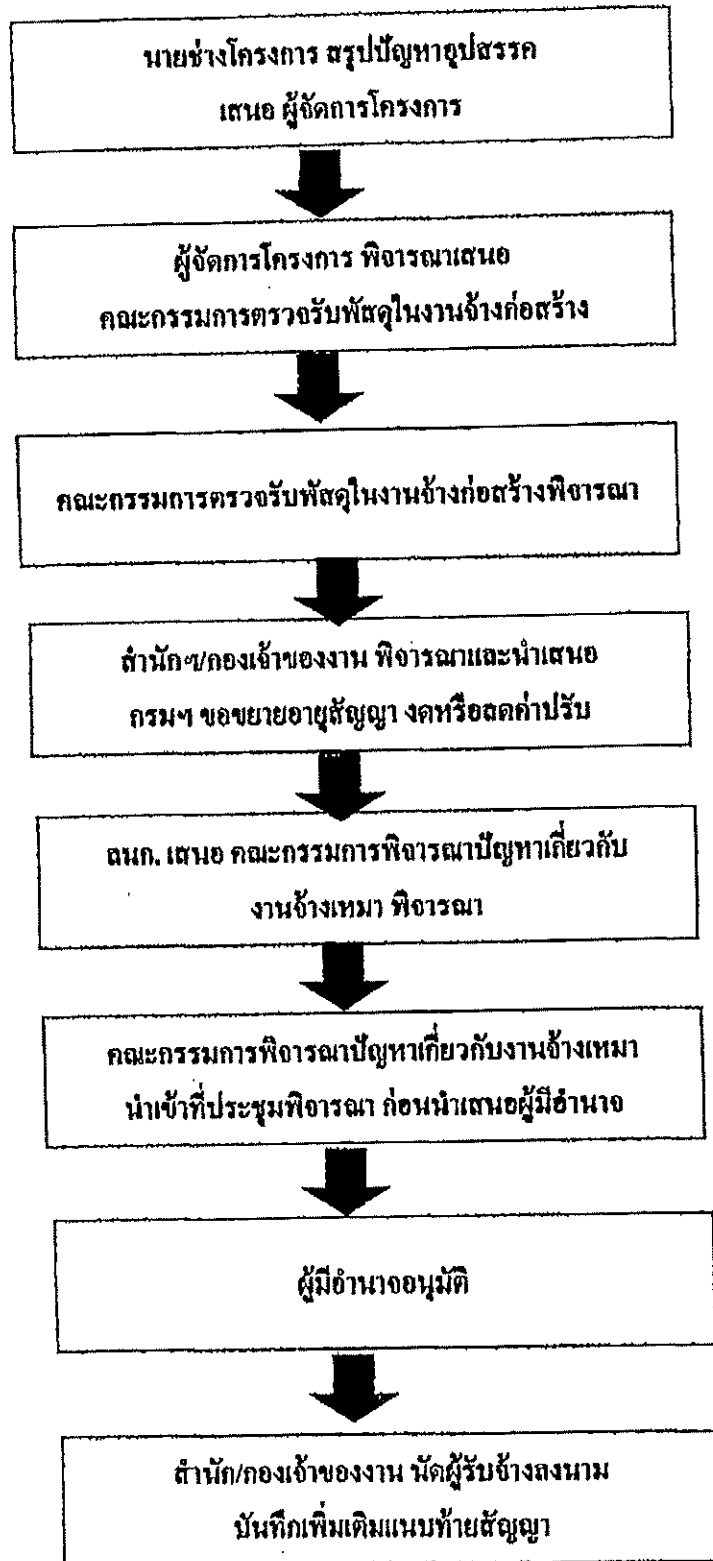 นายช่างโครงการ สรุปปัญหาอุปสรรค
เสนอ ผู้จัดการโครงการ
ผู้จัดการโครงการ พิจารณาเสนอ
คณะกรรมการตรวจรับพัสดุในงานจ้างก่อสร้าง
คณะกรรมการตรวจรับพัสดุในงานจ้างก่อสร้างพิจารณา
สำนักฯ/กองเจ้าของงาน พิจารณาและนำเสนอ
กรมฯ ขอขยายอายุสัญญา งดหรือลดค่าปรับ
สนก. เสนอ คณะกรรมการพิจารณาปัญหาเกี่ยวกับ
งานจ้างเหมา พิจารณา
คณะกรรมการพิจารณาปัญหาเกี่ยวกับงานจ้างเหมา
นำเข้าที่ประชุมพิจารณา ก่อนนำเสนอผู้มีอำนาจ
ผู้มีอำนาจอนุมัติ
สำนัก/กองเจ้าของงาน นัดผู้รับจ้างลงนาม
บันทึกเพิ่มเติมแนบท้ายสัญญา